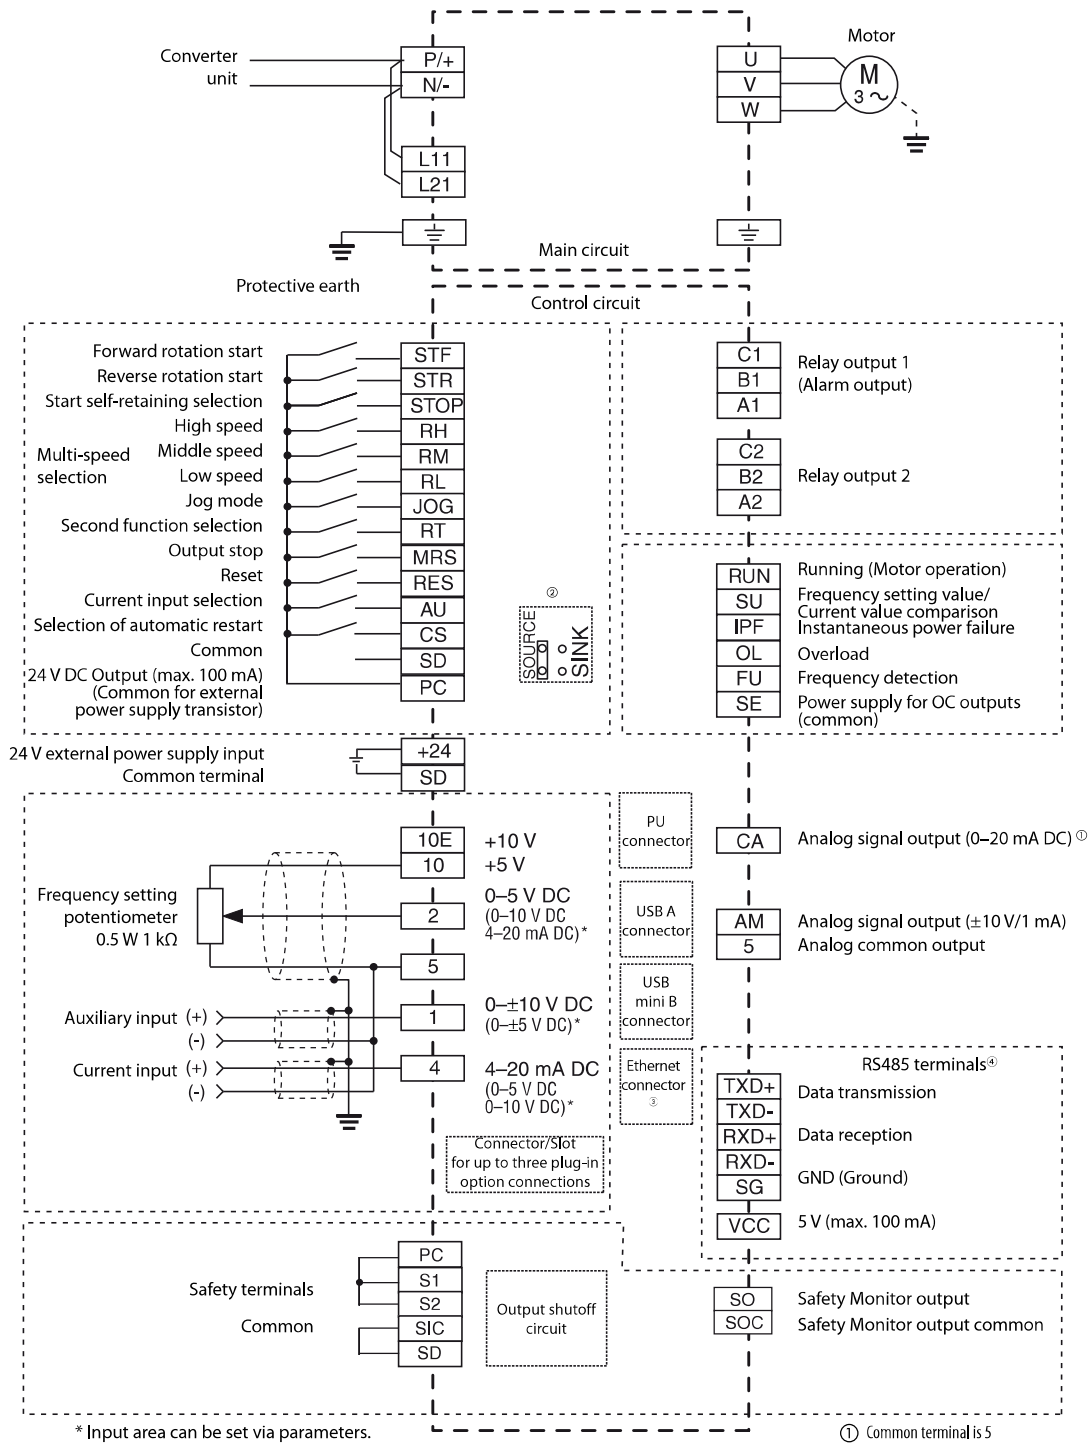 Converter
unit
P/+
N/-
L11
L21
U
V
W
Motor
M
3 ~
Main circuit
Protective earth
Control circuit
Forward rotation start
STF
Reverse rotation start
STR
Start self-retaining selection
STOP
Multi-speed
selection
High speed
RH
Middle speed
RM
Low speed
RL
Jog mode
JOG
Second function selection
RT
Output stop
MRS
Reset
RES
Current input selection
AU
Selection of automatic restart
CS
Common
SD
24 V DC Output (max. 100 mA)
(Common for external
power supply transistor)
PC
②
SOURCE
SINK
C1
B1
A1
Relay output 1
(Alarm output)
C2
B2
A2
Relay output 2
RUN
Running (Motor operation)
SU
Frequency setting value/
Current value comparison
IPF
Instantaneous power failure
OL
Overload
FU
Frequency detection
SE
Power supply for OC outputs
(common)
24 V external power supply input
+24
Common terminal
SD
10E
+10 V
10
+5 V
Frequency setting
potentiometer
0.5 W 1 kΩ
2
0–5 V DC
(0–10 V DC
4–20 mA DC)*
5
Auxiliary input (+)
(-)
1
0–±10 V DC
(0–±5 V DC)*
Current input (+)
(-)
4
4–20 mA DC
(0–5 V DC
0–10 V DC)*
Connector/Slot
for up to three plug-in
option connections
PU
connector
USB A
connector
USB
mini B
connector
Ethernet
connector
③
CA
Analog signal output (0–20 mA DC) ①
AM
Analog signal output (±10 V/1 mA)
5
Analog common output
RS485 terminals④
TXD+
TXD-
Data transmission
RXD+
RXD-
Data reception
SG
GND (Ground)
VCC
5 V (max. 100 mA)
Safety terminals
Common
PC
S1
S2
SIC
SD
Output shutoff
circuit
SO
Safety Monitor output
SOC
Safety Monitor output common
* Input area can be set via parameters.
① Common terminal is 5